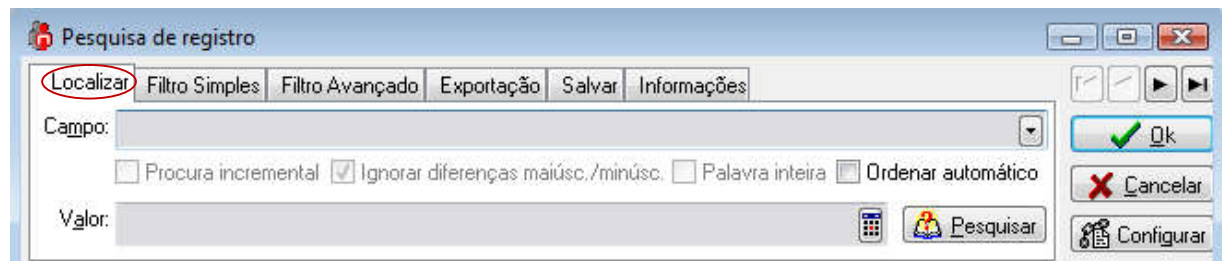 Pesquisa de registro
Localizar Filtro Simples Filtro Avançado Exportação Salvar Informações
Campo:
Ok
Procura incremental Ignorar diferenças maiúsc./minúsc. Palavra inteira Ordenar automático
Cancelar
Valor: Pesquisar
Configurar